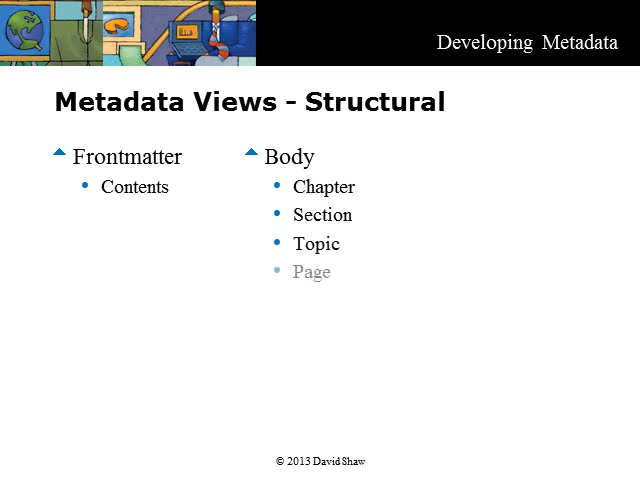 Developing Metadata
Metadata Views - Structural
Frontmatter
Contents
Body
Chapter
Section
Topic
Page
© 2013 David Shaw